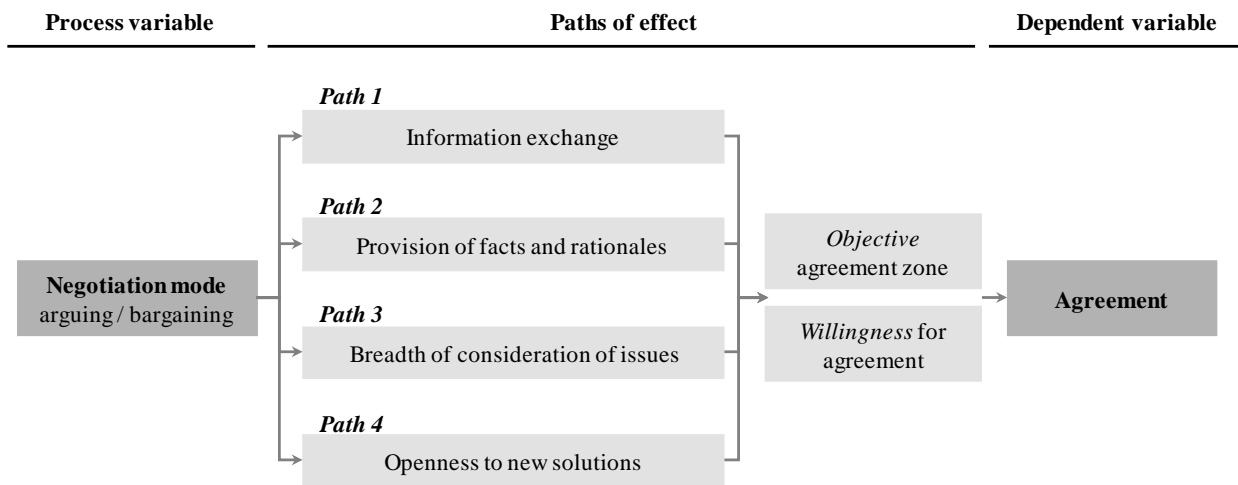 Process variable
Paths of effect
Dependent variable
Path 1
Information exchange
Path 2
Provision of facts and rationales
Negotiation mode
arguing / bargaining
Path 3
Breadth of consideration of issues
Path 4
Openness to new solutions
Objective
agreement zone
Willingness for
agreement
Agreement